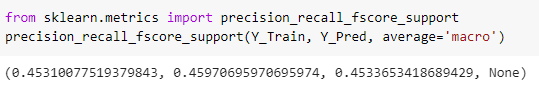 from sklearn.metrics import precision_recall_fscore_support
precision_recall_fscore_support(Y_Train, Y_Pred, average='macro')
(0.45310077519379843, 0.45970695970695974, 0.4533653418689429, None)